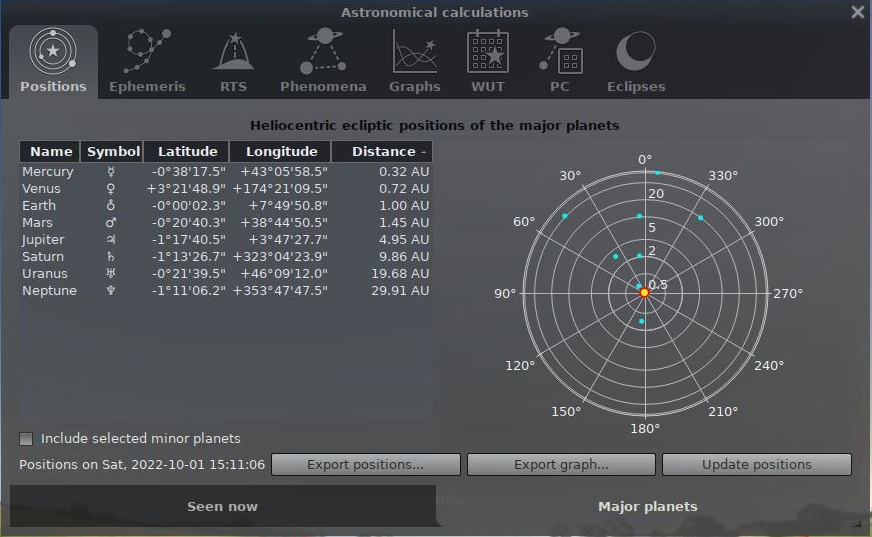 Astronomical calculations
Positions Ephemeris RTS Phenomena Graphs WUT PC Eclipses
Heliocentric ecliptic positions of the major planets
Name Symbol Latitude Longitude Distance
Mercury ☿ -0°38'17.5" +43°05'58.5" 0.32 AU
Venus ♀ +3°21'48.9" +174°21'09.5" 0.72 AU
Earth ♁ -0°00'02.3" +7°49'50.8" 1.00 AU
Mars ♂ -0°20'40.3" +38°44'50.5" 1.45 AU
Jupiter ♃ -1°17'40.5" +3°47'27.7" 4.95 AU
Saturn ♄ -1°13'26.7" +323°04'23.9" 9.86 AU
Uranus ♅ -0°21'39.5" +46°09'12.0" 19.68 AU
Neptune ♆ -1°11'06.2" +353°47'47.5" 29.91 AU
0°
30° 330°
20
60° 5 300°
2
0.5
90° 270°
120° 240°
150° 210°
180°
Include selected minor planets
Positions on Sat, 2022-10-01 15:11:06 Export positions... Export graph... Update positions
Seen now Moon Major planets